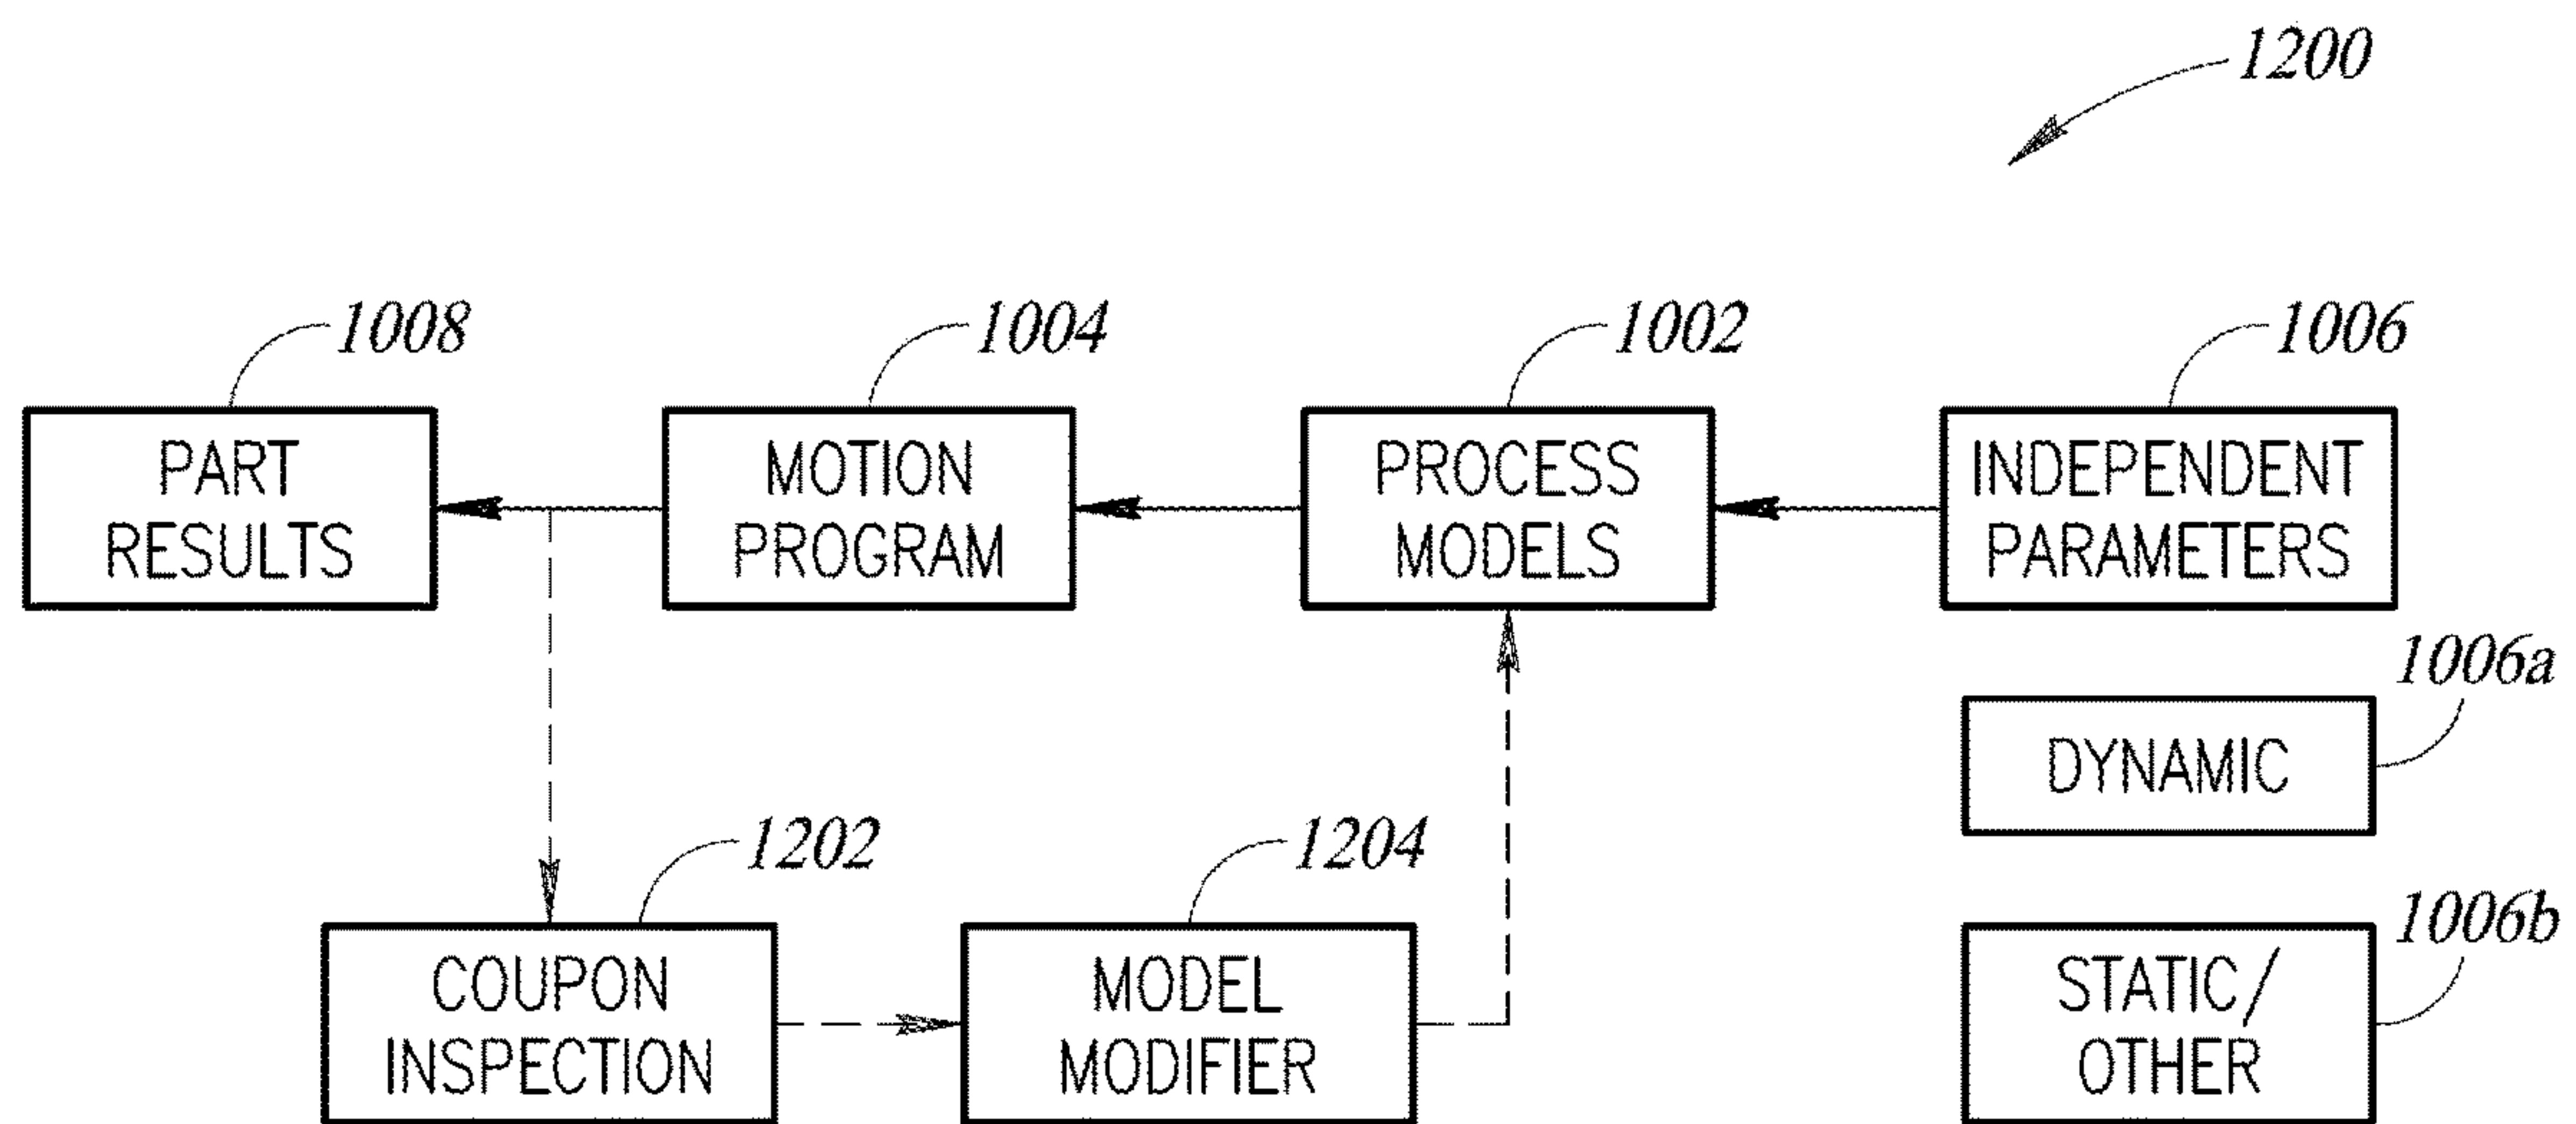 1200
1008
1004
1002
1006
PART
RESULTS
MOTION
PROGRAM
PROCESS
MODELS
INDEPENDENT
PARAMETERS
1006a
DYNAMIC
1202
1204
1006b
COUPON
INSPECTION
MODEL
MODIFIER
STATIC/
OTHER